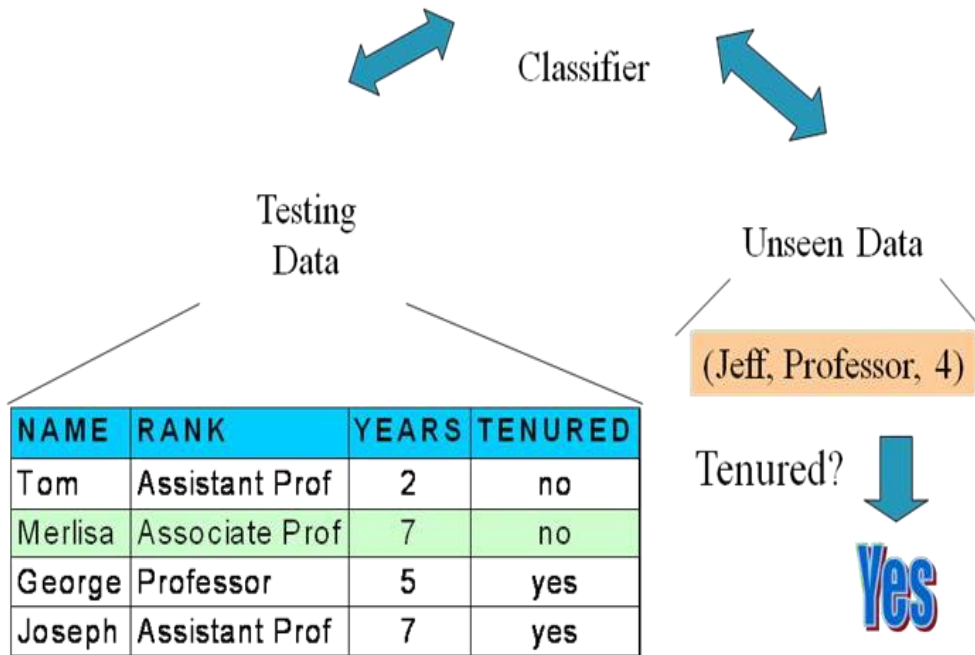 Classifier
Testing
Data
Unseen Data
(Jeff, Professor, 4)
NAME RANK YEARS TENURED
Tom Assistant Prof 2 no
Merlisa Associate Prof 7 no
George Professor 5 yes
Joseph Assistant Prof 7 yes
Tenured?
Yes